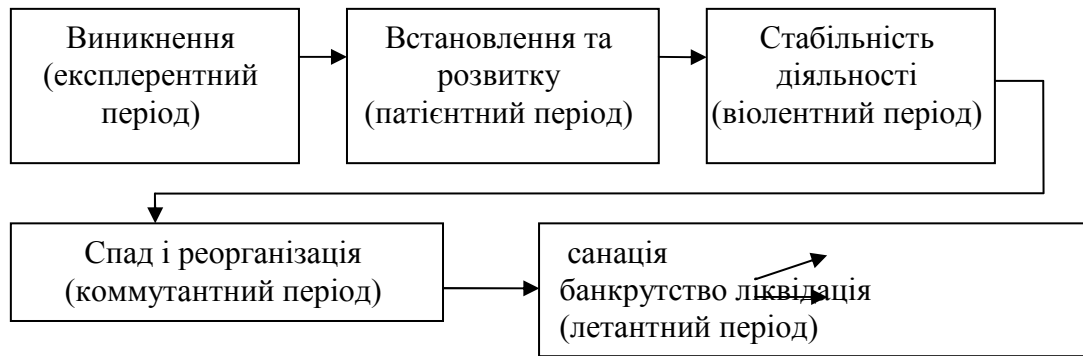 Виникнення
(експлерентний
період)
Встановлення та
розвитку
(патієнтний період)
Стабільність
діяльності
(віолентний період)
Спад і реорганізація
(коммутантний період)
санація
банкрутство ліквідація
(летантний період)